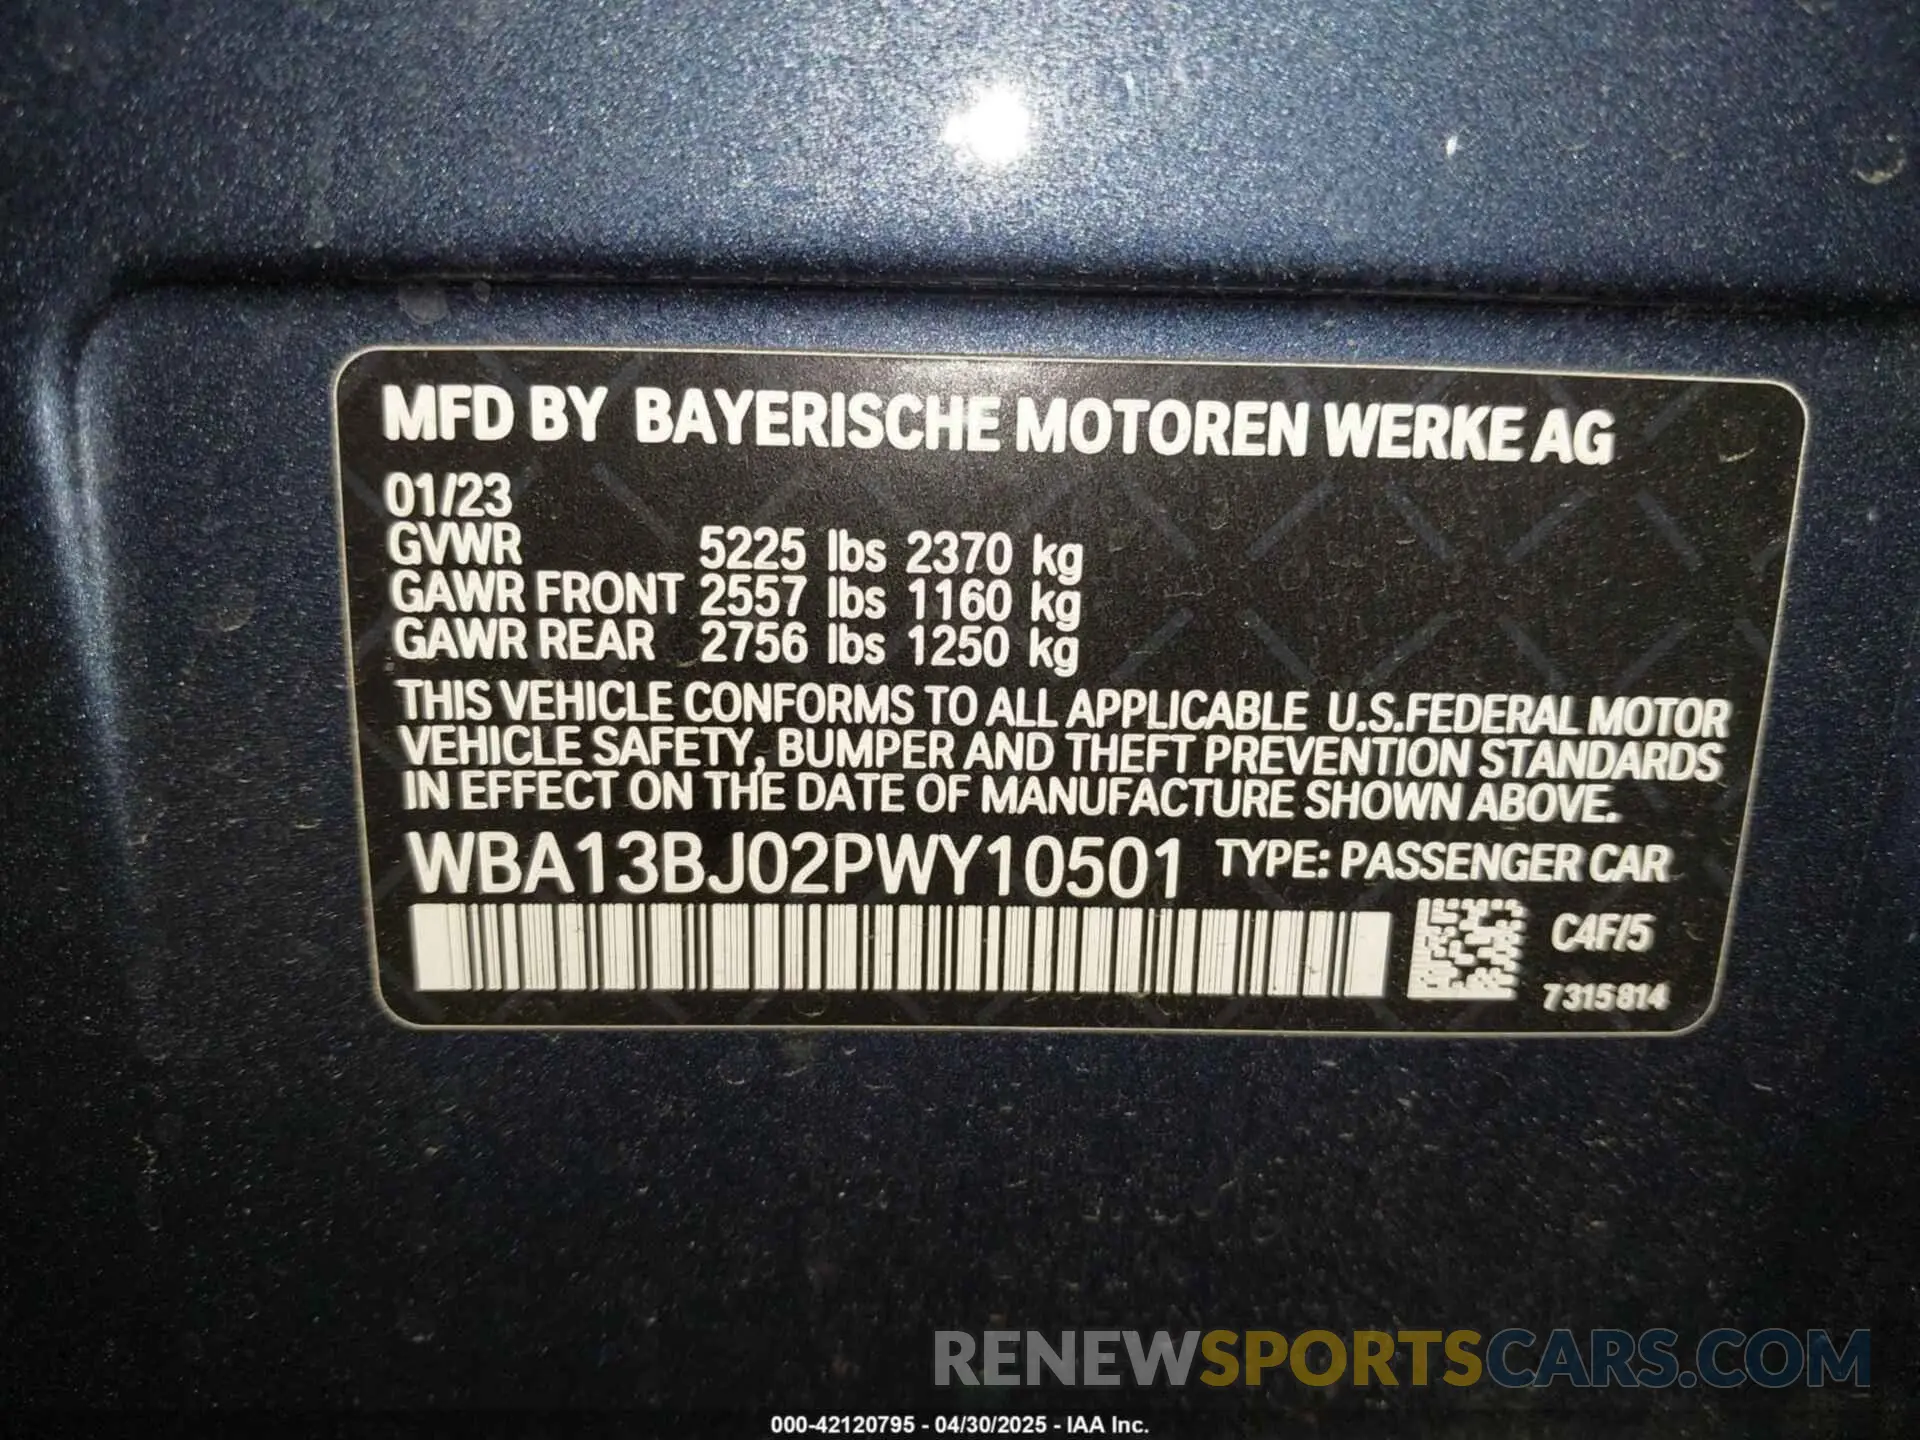 MFD BY BAYERISCHE MOTOREN WERKE AG
01/23
GVWR 5225 lbs 2370 kg
GAWR FRONT 2557 lbs 1160 kg
GAWR REAR 2756 lbs 1250 kg
THIS VEHICLE CONFORMS TO ALL APPLICABLE U.S.FEDERAL MOTOR
VEHICLE SAFETY, BUMPER AND THEFT PREVENTION STANDARDS
IN EFFECT ON THE DATE OF MANUFACTURE SHOWN ABOVE.
WBA13BJ02PWY10501 TYPE: PASSENGER CAR
C4F/5
7315814
RENEWSPORTSCARS.COM
000-42120795 - 04/30/2025 - IAA Inc.